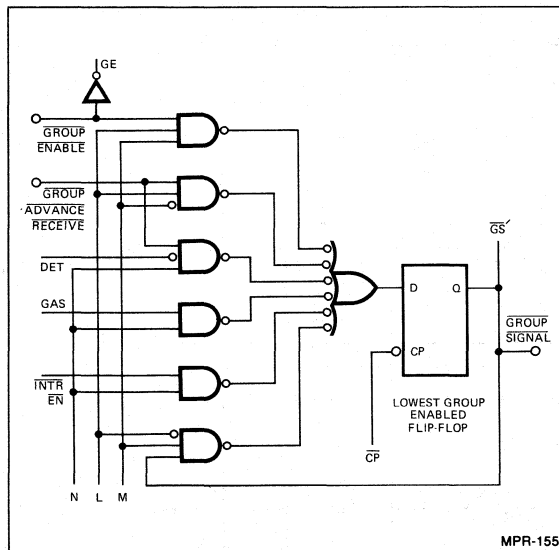 GE
GROUP
ENABLE
GROUP
ADVANCE
RECEIVE
DET
GAS
INTR
EN
N L M
D Q
CP
LOWEST GROUP
ENABLED
FLIP-FLOP
CP
GS'
GROUP
SIGNAL
MPR-155